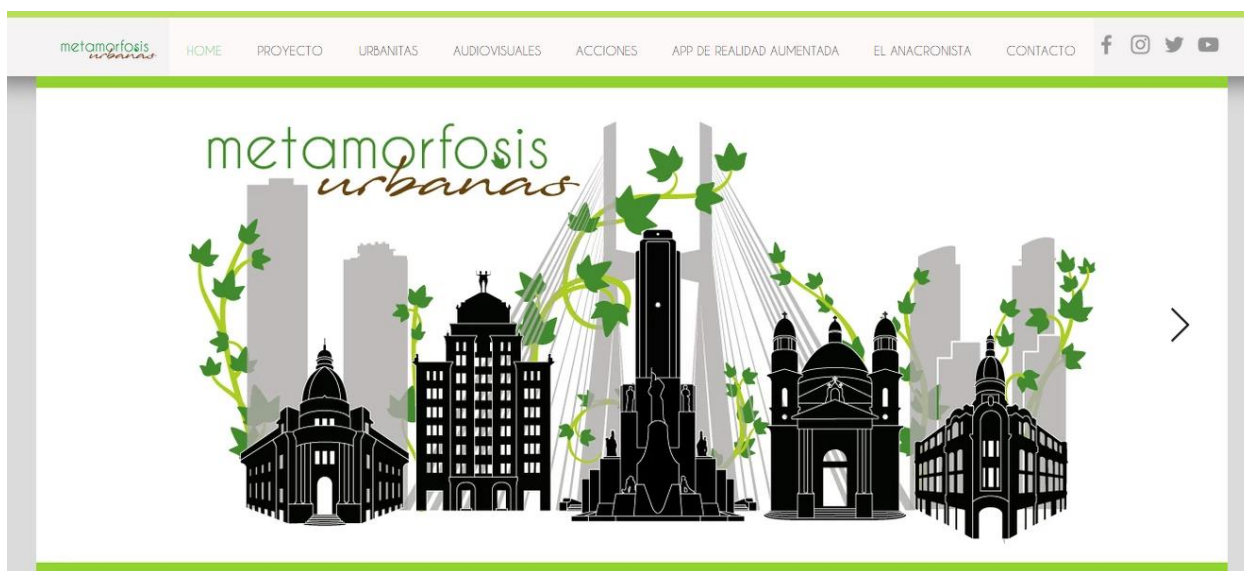 metamorfosis
urbanas
HOME PROYECTO URBANITAS AUDIOVISUALES ACCIONES APP DE REALIDAD AUMENTADA EL ANACRONISTA CONTACTO
metamorfosis
urbanas